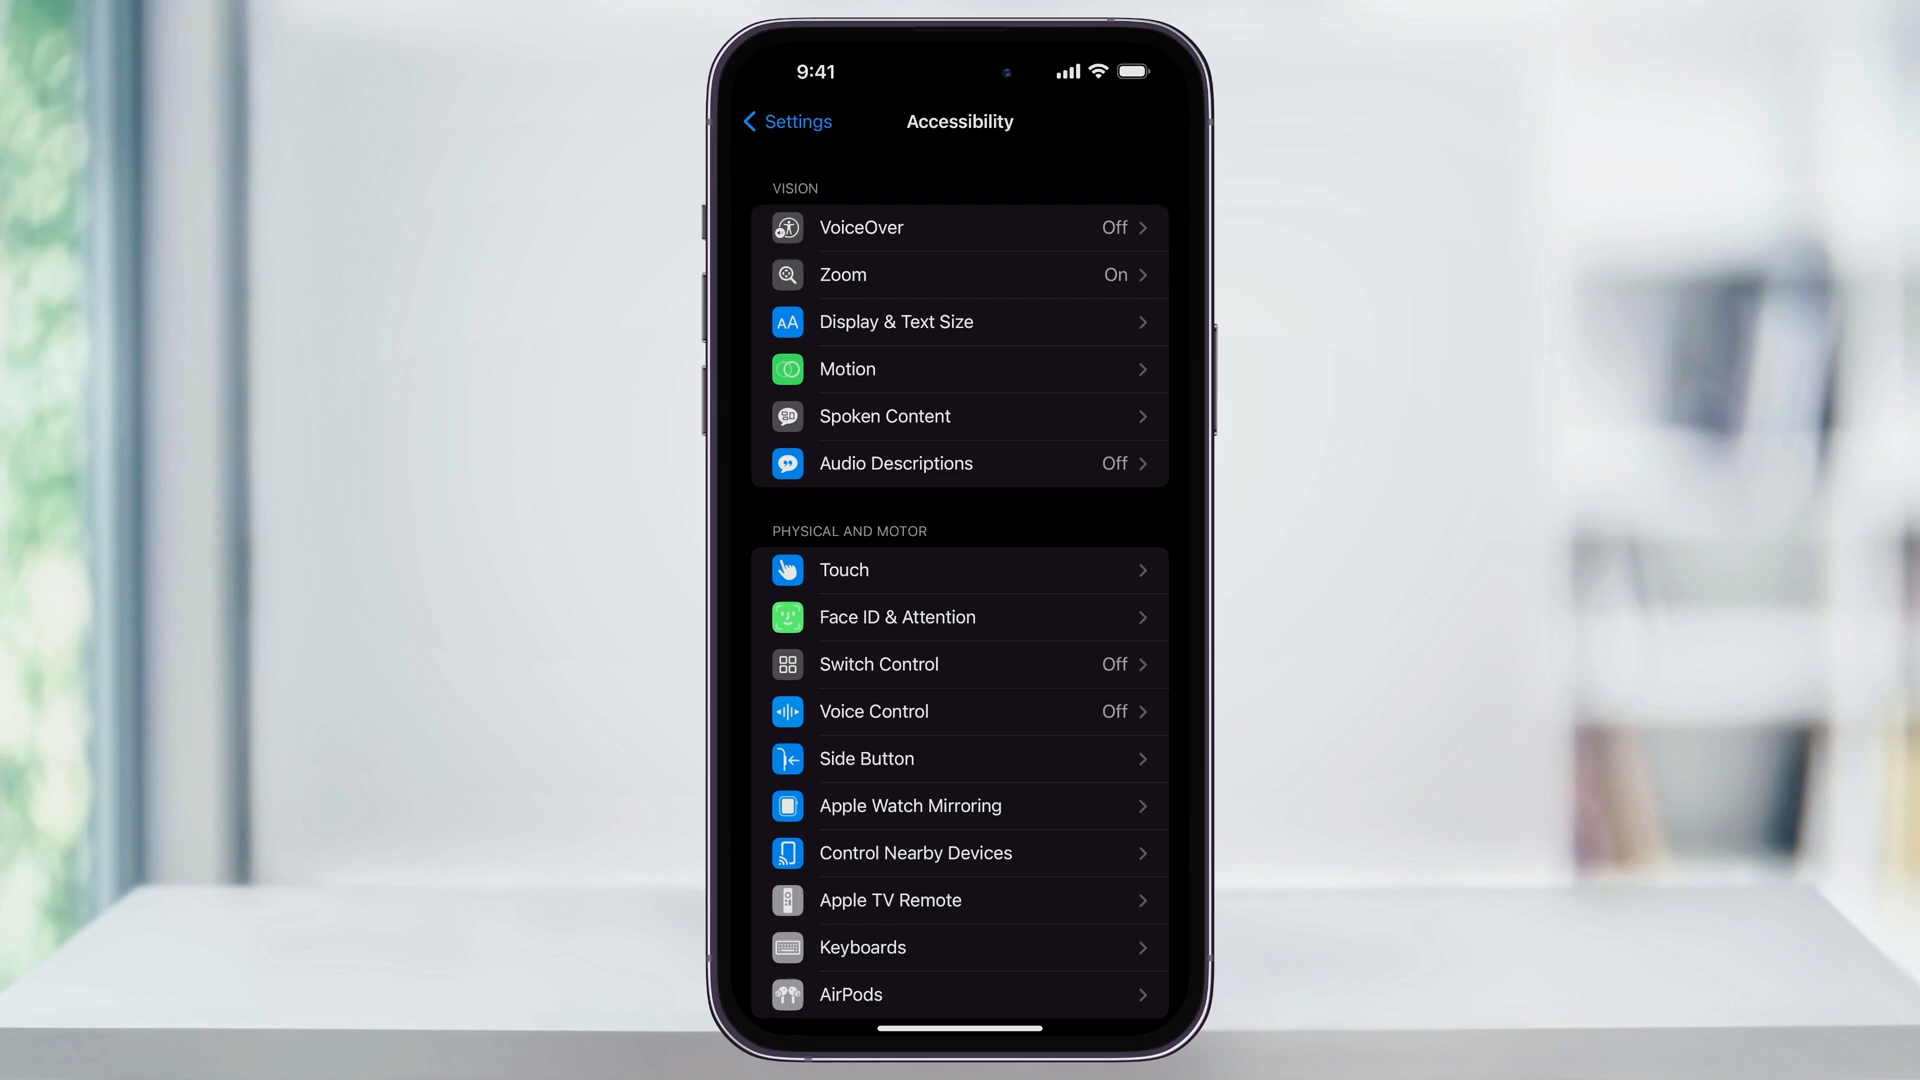 9:41
Settings
Accessibility
VISION
VoiceOver Off
Zoom On
Display & Text Size
Motion
Spoken Content
Audio Descriptions Off
PHYSICAL AND MOTOR
Touch
Face ID & Attention
Switch Control Off
Voice Control Off
Side Button
Apple Watch Mirroring
Control Nearby Devices
Apple TV Remote
Keyboards
AirPods